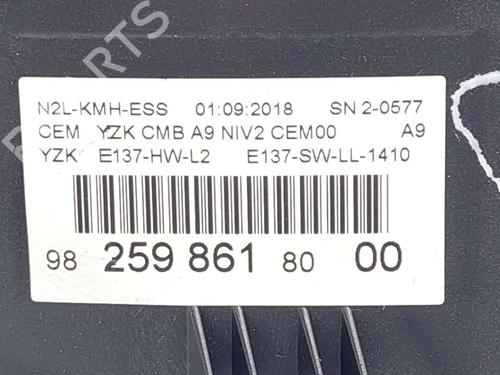 N2L-KMH-ESS 01:09:2018 SN 2-0577
CEM YZK CMB A9 NIV2 CEM00 A9
YZK E137-HW-L2 E137-SW-LL-1410
98 259 861 80 00